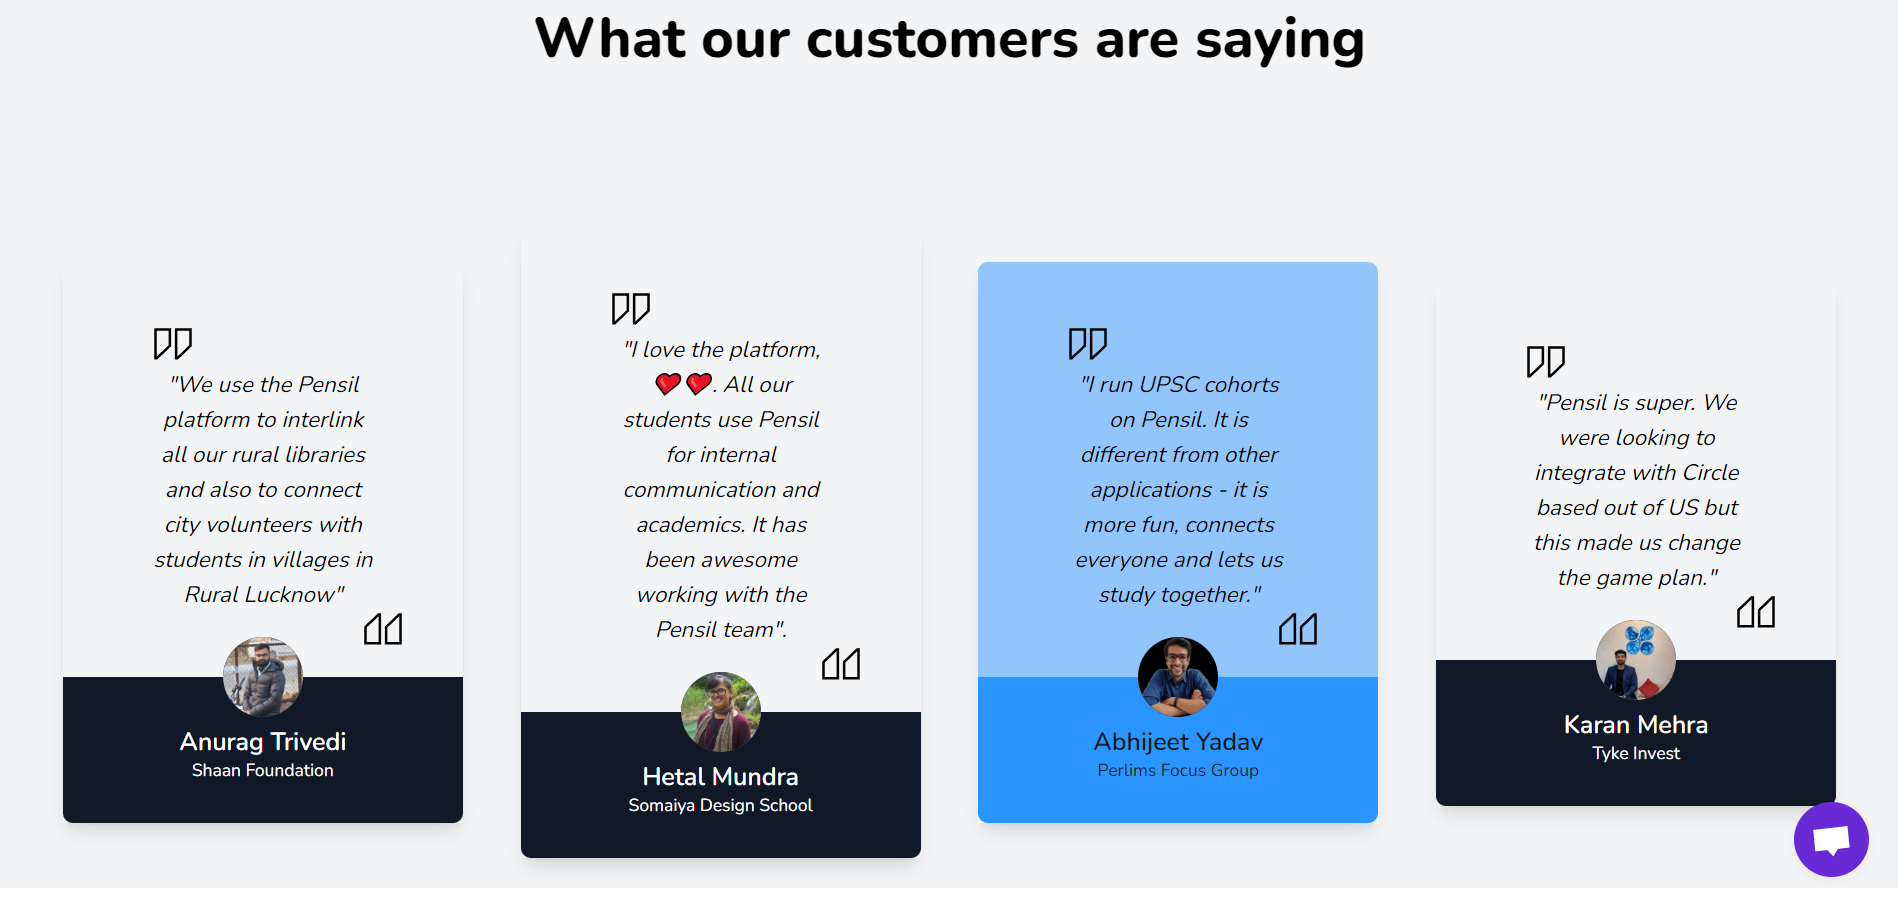 What our customers are saying
"We use the Pensil
platform to interlink
all our rural libraries
and also to connect
city volunteers with
students in villages in
Rural Lucknow"
Anurag Trivedi
Shaan Foundation
"I love the platform,
❤️❤️. All our
students use Pensil
for internal
communication and
academics. It has
been awesome
working with the
Pensil team".
Hetal Mundra
Somaiya Design School
"I run UPSC cohorts
on Pensil. It is
different from other
applications - it is
more fun, connects
everyone and lets us
study together."
Abhijeet Yadav
Perlims Focus Group
"Pensil is super. We
were looking to
integrate with Circle
based out of US but
this made us change
the game plan."
Karan Mehra
Tyke Invest